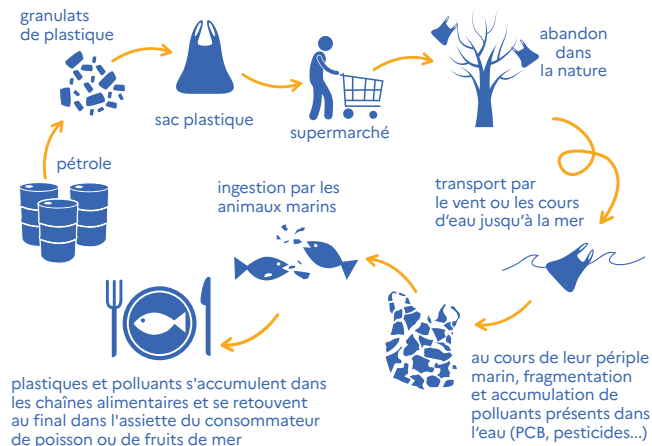 granulats
de plastique
sac plastique
supermarché
abandon
dans
la nature
pétrole
ingestion par les
animaux marins
transport par
le vent ou les cours
d'eau jusqu'à la mer
plastiques et polluants s'accumulent dans
les chaînes alimentaires et se retouvent
au final dans l'assiette du consommateur
de poisson ou de fruits de mer
au cours de leur périple
marin, fragmentation
et accumulation de
polluants présents dans
l'eau (PCB, pesticides...)